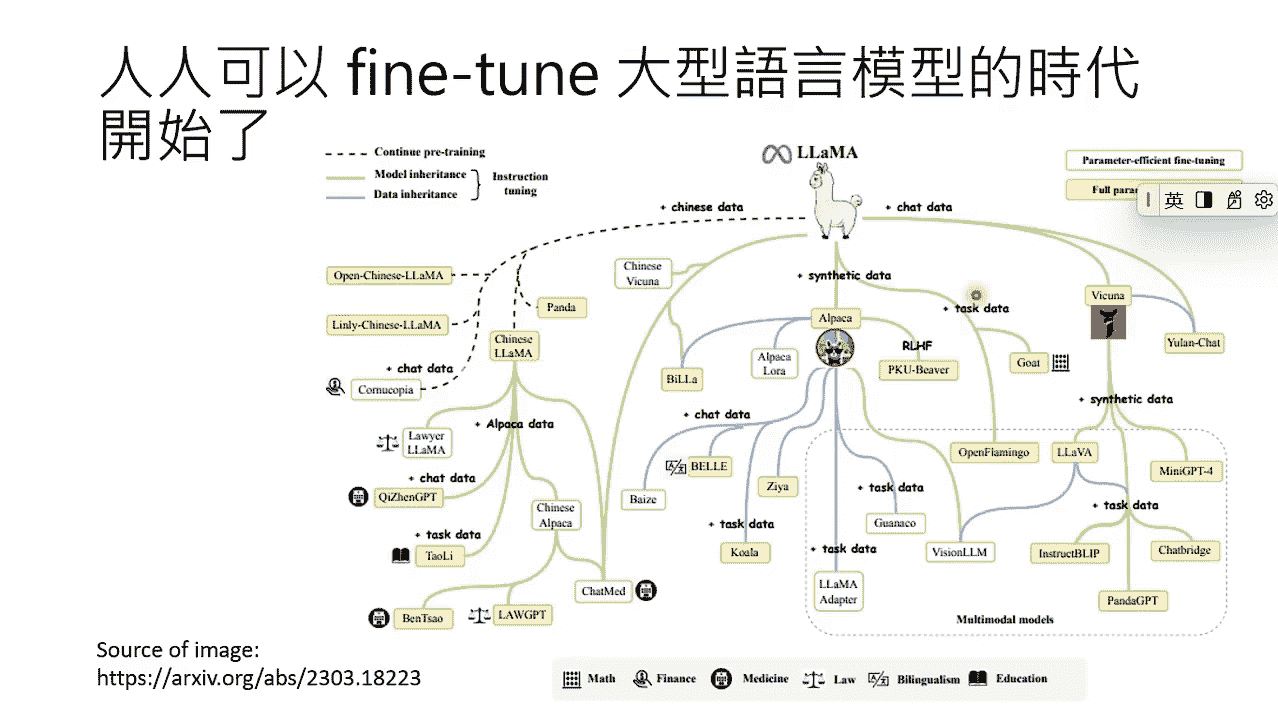 人人可以 fine-tune 大型語言模型的時代
開始了
Continue pre-training
Model inheritance
Data inheritance
Instruction
tuning
LLaMA
Parameter-efficient fine-tuning
Full para
英
+ chinese data
+ chat data
+ synthetic data
+ task data
Open-Chinese-LLaMA
Linly-Chinese-LLaMA
Panda
Chinese
LLaMA
+ chat data
Cornucopia
Chinese
Vicuna
Alpaca
Vicuna
Yulan-Chat
BiLLa
Alpaca
Lora
RLHF
PKU-Beaver
Goat
+ synthetic data
Lawyer
LLaMA
+ Alpaca data
+ chat data
QiZhenGPT
+ task data
TaoLi
Chinese
Alpaca
BenTsao
LAWGPT
ChatMed
+ chat data
Baize
BELLE
Ziya
+ task data
Koala
+ task data
Guanaco
+ task data
LLaMA
Adapter
OpenFlamingo
LLaVA
MiniGPT-4
+ task data
VisionLLM
InstructBLIP
Chatbridge
PandaGPT
Multimodal models
Source of image:
https://arxiv.org/abs/2303.18223
Math
Finance
Medicine
Law
Bilingualism
Education